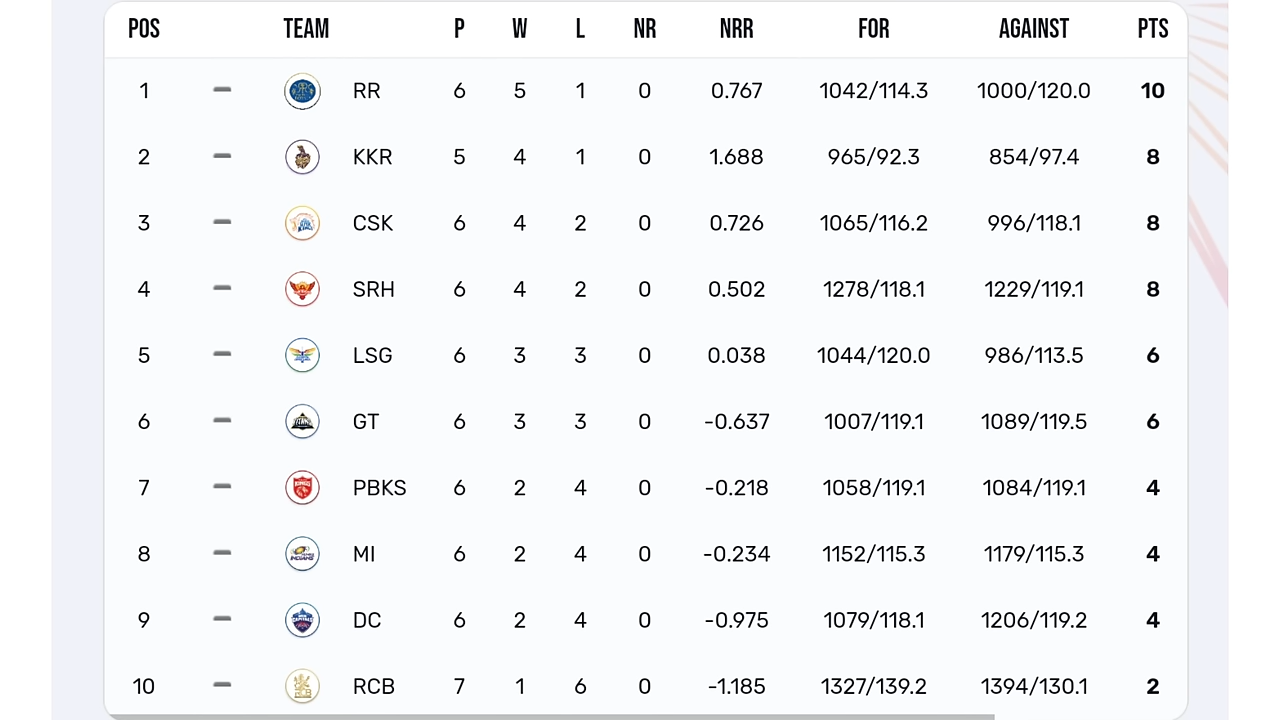 POS TEAM P W L NR NRR FOR AGAINST PTS
1 RR 6 5 1 0 0.767 1042/114.3 1000/120.0 10
2 KKR 5 4 1 0 1.688 965/92.3 854/97.4 8
3 CSK 6 4 2 0 0.726 1065/116.2 996/118.1 8
4 SRH 6 4 2 0 0.502 1278/118.1 1229/119.1 8
5 LSG 6 3 3 0 0.038 1044/120.0 986/113.5 6
6 GT 6 3 3 0 -0.637 1007/119.1 1089/119.5 6
7 PBKS 6 2 4 0 -0.218 1058/119.1 1084/119.1 4
8 MI 6 2 4 0 -0.234 1152/115.3 1179/115.3 4
9 DC 6 2 4 0 -0.975 1079/118.1 1206/119.2 4
10 RCB 7 1 6 0 -1.185 1327/139.2 1394/130.1 2